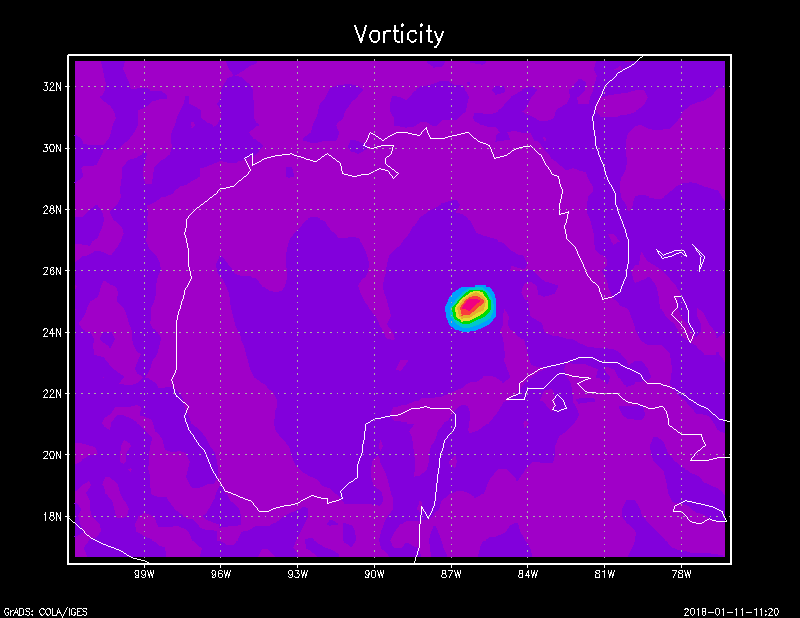 Vorticity
32N
30N
28N
26N
24N
22N
20N
18N
99W 96W 93W 90W 87W 84W 81W 78W
GrADS: COLA/IGES 2018-01-11-11:20